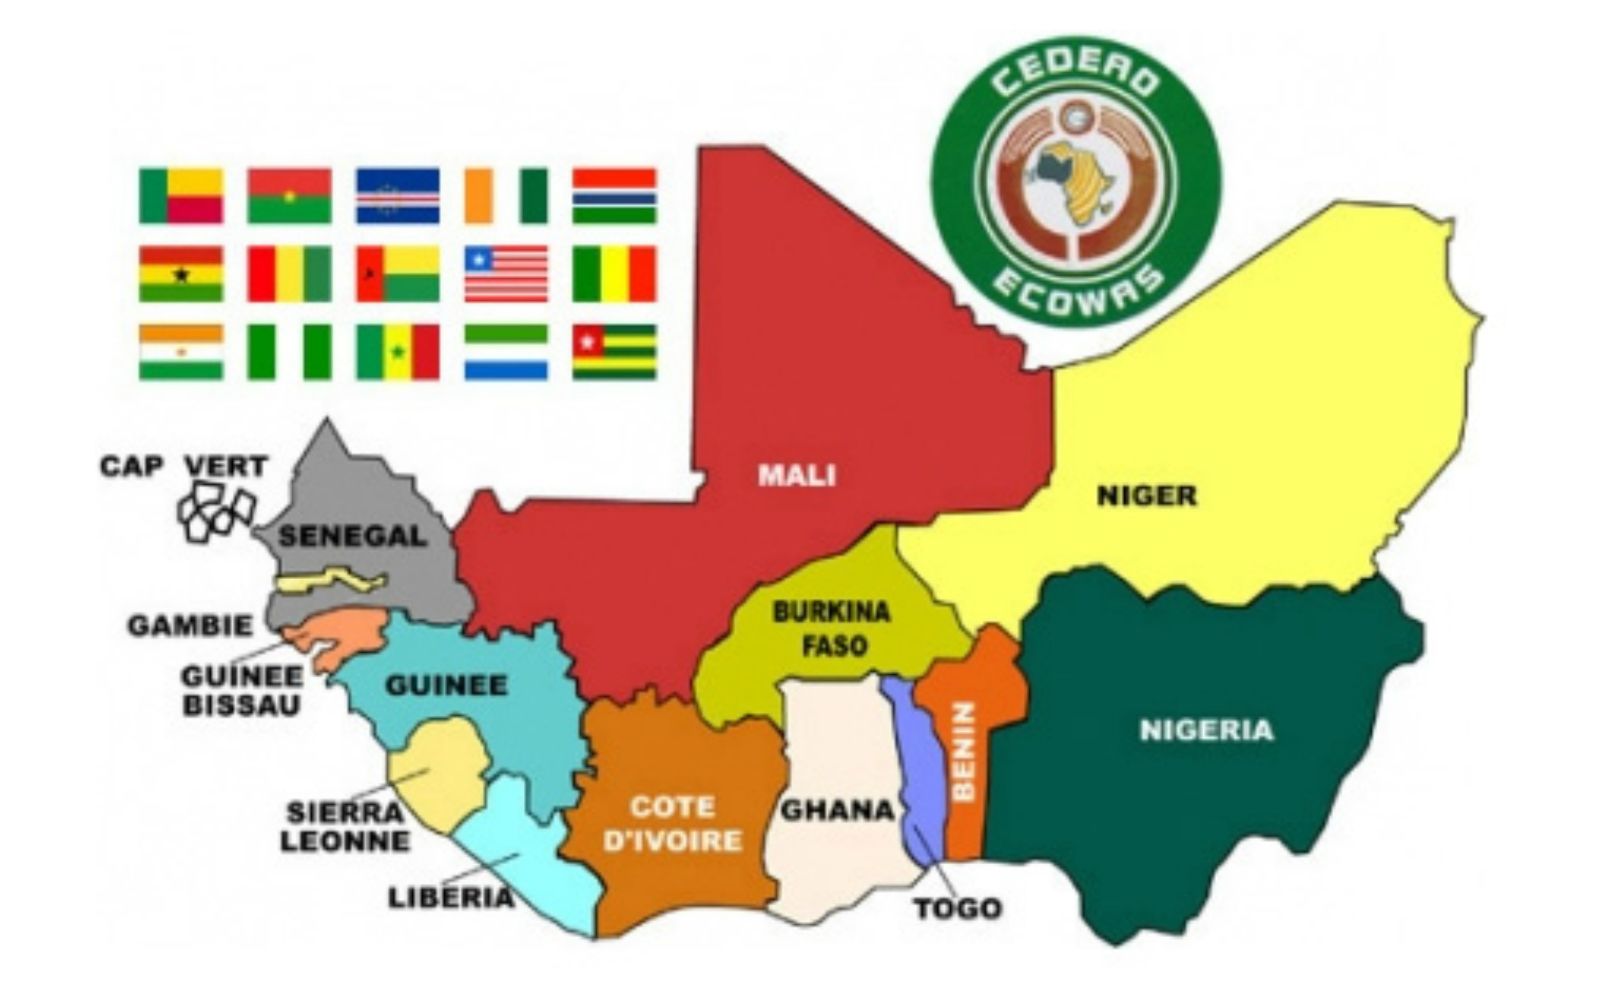 CEDEAO
ECOWAS
MALI
NIGER
CAP VERT
SENEGAL
GAMBIE
GUINEE
BISSAU
GUINEE
BURKINA
FASO
SIERRA
LEONNE
LIBERIA
COTE
D'IVOIRE
GHANA
TOGO
BENIN
NIGERIA